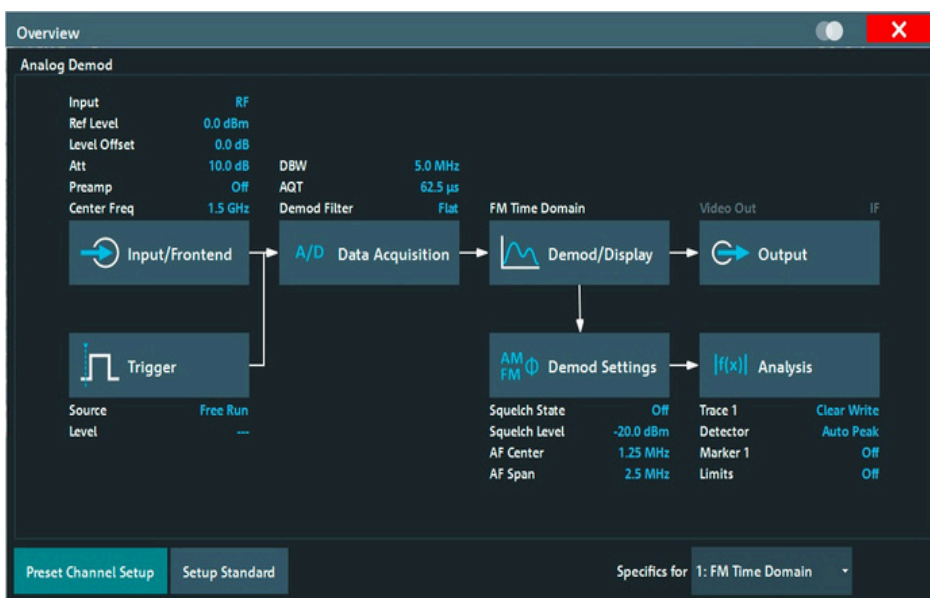 Overview
Analog Demod
Input RF
Ref Level 0.0 dBm
Level Offset 0.0 dB
Att 10.0 dB
Preamp Off
Center Freq 1.5 GHz
DBW 5.0 MHz
AQT 62.5 µs
Demod Filter Flat
FM Time Domain
Video Out IF
Input/Frontend
A/D Data Acquisition
Demod/Display
Output
Trigger
AM FM Φ Demod Settings
|f(x)| Analysis
Source Free Run
Level ---
Squelch State Off
Squelch Level -20.0 dBm
AF Center 1.25 MHz
AF Span 2.5 MHz
Trace 1 Clear Write
Detector Auto Peak
Marker 1 Off
Limits Off
Preset Channel Setup
Setup Standard
Specifics for 1: FM Time Domain